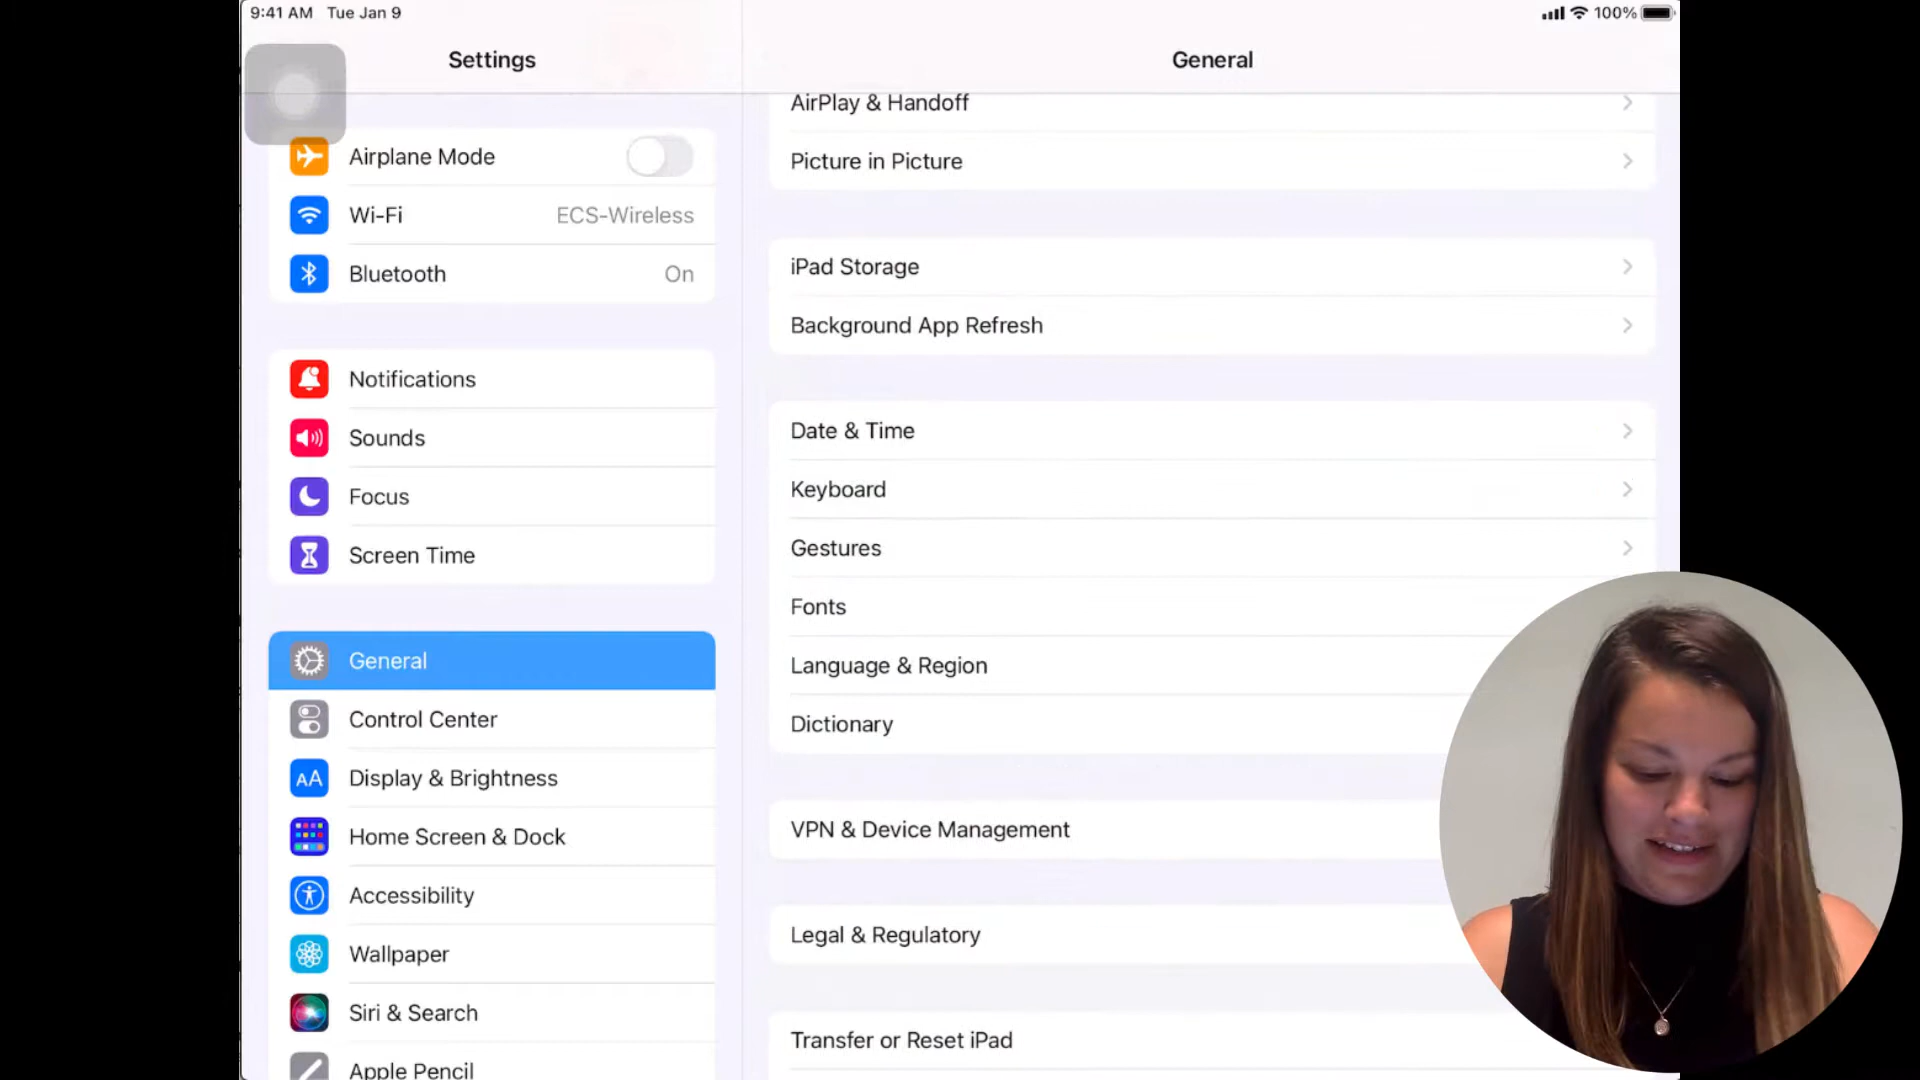 9:41 AM Tue Jan 9
100%
Settings
Airplane Mode
Wi-Fi ECS-Wireless
Bluetooth On
Notifications
Sounds
Focus
Screen Time
General
Control Center
Display & Brightness
AA
Home Screen & Dock
Accessibility
Wallpaper
Siri & Search
Apple Pencil
General
AirPlay & Handoff
Picture in Picture
iPad Storage
Background App Refresh
Date & Time
Keyboard
Gestures
Fonts
Language & Region
Dictionary
VPN & Device Management
Legal & Regulatory
Transfer or Reset iPad